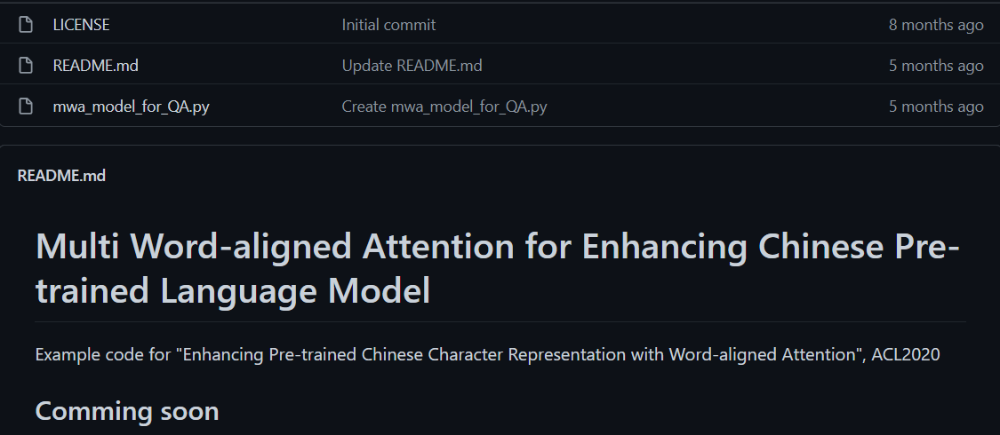 LICENSE Initial commit 8 months ago
README.md Update README.md 5 months ago
mwa_model_for_QA.py Create mwa_model_for_QA.py 5 months ago
README.md
Multi Word-aligned Attention for Enhancing Chinese Pre-
trained Language Model
Example code for "Enhancing Pre-trained Chinese Character Representation with Word-aligned Attention", ACL2020
Comming soon